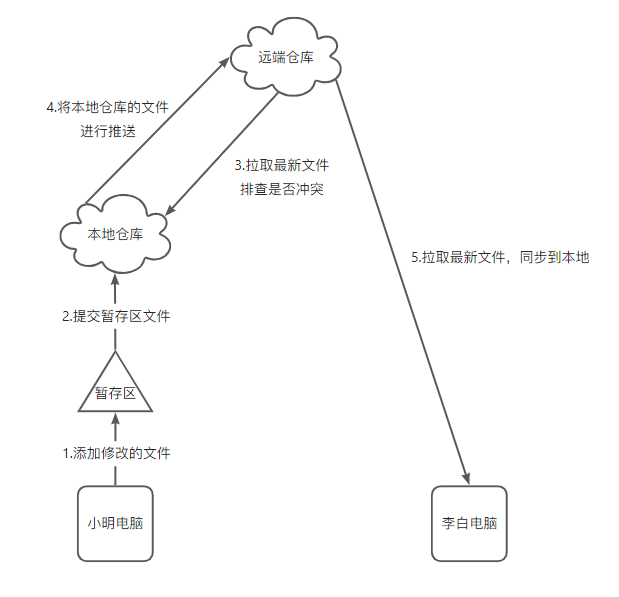 远端仓库
4.将本地仓库的文件
进行推送
3.拉取最新文件
排查是否冲突
本地仓库
5.拉取最新文件，同步到本地
2.提交暂存区文件
暂存区
1.添加修改的文件
小明电脑
李白电脑